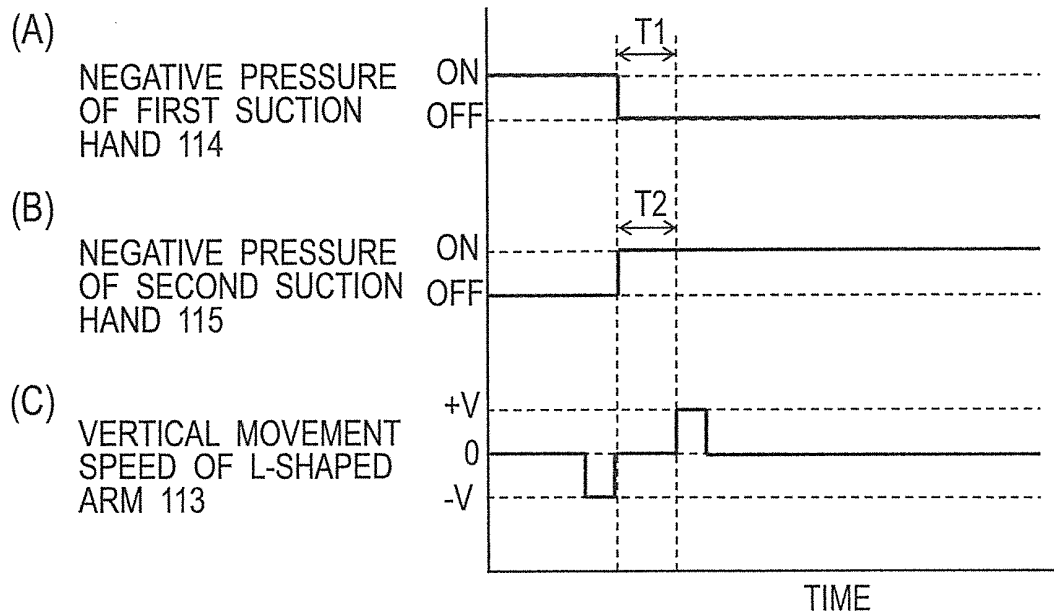 (A)
NEGATIVE PRESSURE
OF FIRST SUCTION
HAND 114
ON
OFF
T1
(B)
NEGATIVE PRESSURE
OF SECOND SUCTION
HAND 115
ON
OFF
T2
(C)
VERTICAL MOVEMENT
SPEED OF L-SHAPED
ARM 113
+V
0
-V
TIME